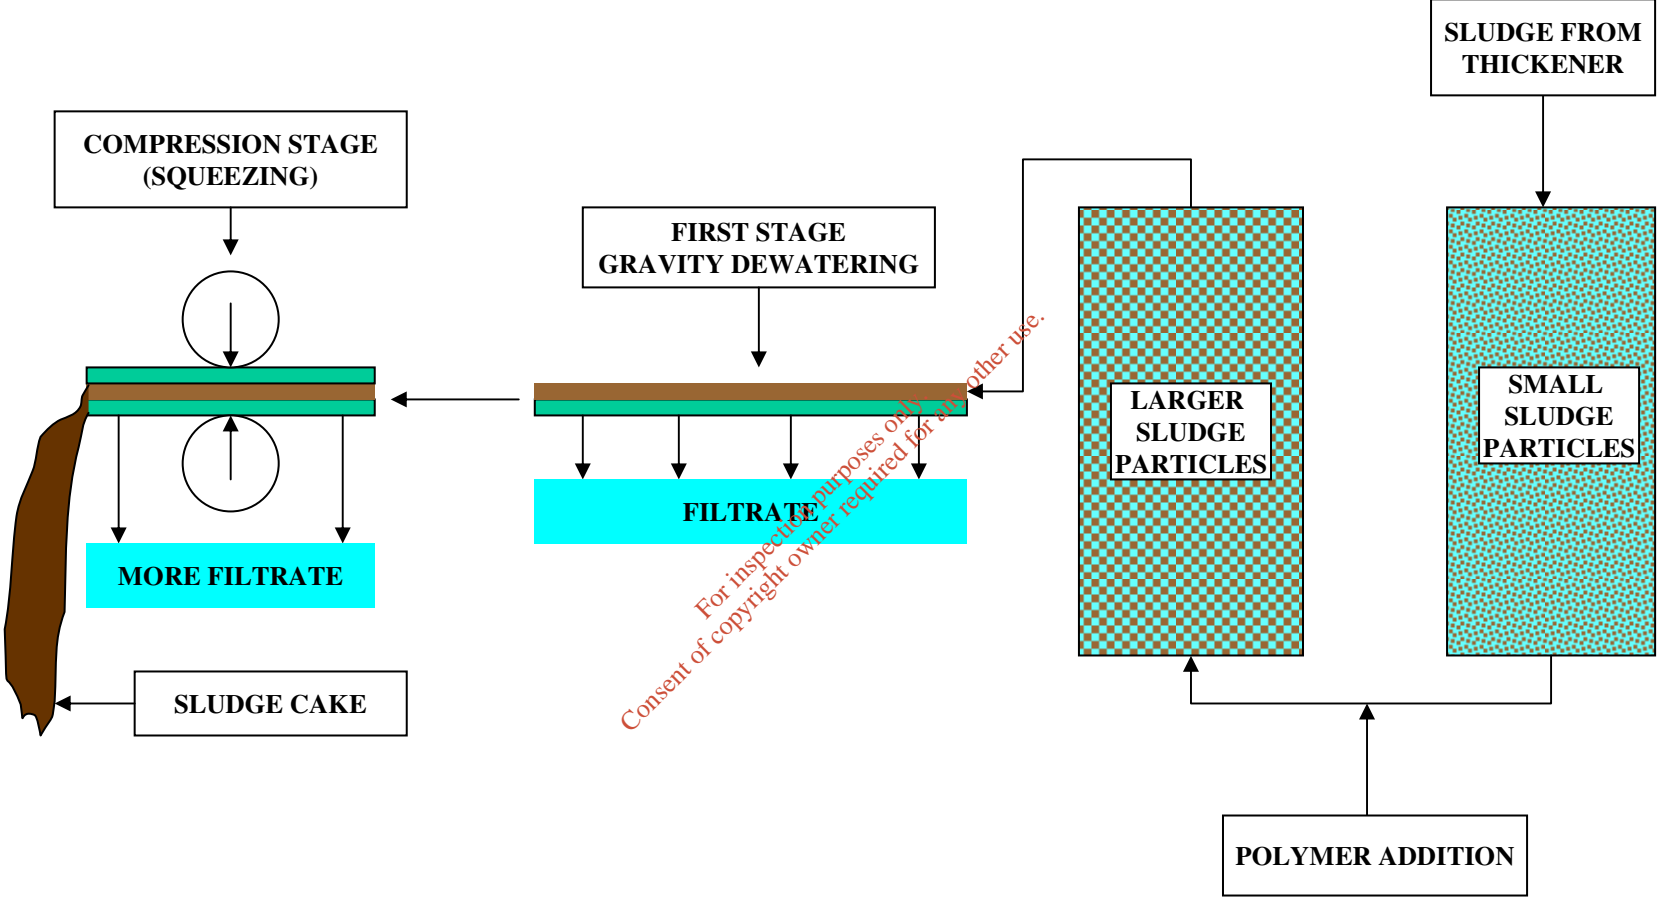 SLUDGE FROM
THICKENER
COMPRESSION STAGE
(SQUEEZING)
FIRST STAGE
GRAVITY DEWATERING
LARGER
SLUDGE
PARTICLES
SMALL
SLUDGE
PARTICLES
FILTRATE
MORE FILTRATE
SLUDGE CAKE
POLYMER ADDITION
For inspection purposes only.
Consent of copyright owner required for any other use.